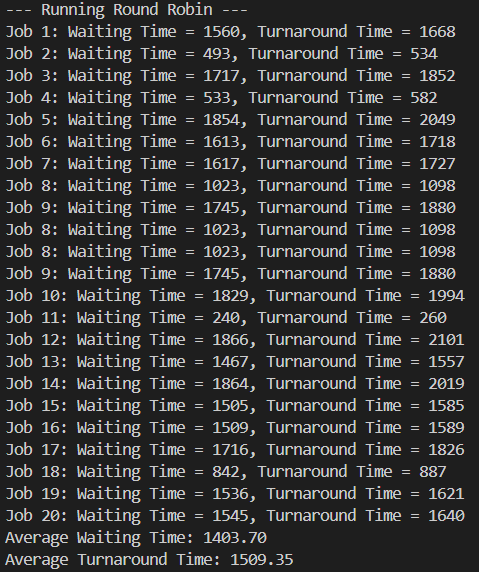 --- Running Round Robin ---
Job 1: Waiting Time = 1560, Turnaround Time = 1668
Job 2: Waiting Time = 493, Turnaround Time = 534
Job 3: Waiting Time = 1717, Turnaround Time = 1852
Job 4: Waiting Time = 533, Turnaround Time = 582
Job 5: Waiting Time = 1854, Turnaround Time = 2049
Job 6: Waiting Time = 1613, Turnaround Time = 1718
Job 7: Waiting Time = 1617, Turnaround Time = 1727
Job 8: Waiting Time = 1023, Turnaround Time = 1098
Job 9: Waiting Time = 1745, Turnaround Time = 1880
Job 8: Waiting Time = 1023, Turnaround Time = 1098
Job 8: Waiting Time = 1023, Turnaround Time = 1098
Job 9: Waiting Time = 1745, Turnaround Time = 1880
Job 10: Waiting Time = 1829, Turnaround Time = 1994
Job 11: Waiting Time = 240, Turnaround Time = 260
Job 12: Waiting Time = 1866, Turnaround Time = 2101
Job 13: Waiting Time = 1467, Turnaround Time = 1557
Job 14: Waiting Time = 1864, Turnaround Time = 2019
Job 15: Waiting Time = 1505, Turnaround Time = 1585
Job 16: Waiting Time = 1509, Turnaround Time = 1589
Job 17: Waiting Time = 1716, Turnaround Time = 1826
Job 18: Waiting Time = 842, Turnaround Time = 887
Job 19: Waiting Time = 1536, Turnaround Time = 1621
Job 20: Waiting Time = 1545, Turnaround Time = 1640
Average Waiting Time: 1403.70
Average Turnaround Time: 1509.35